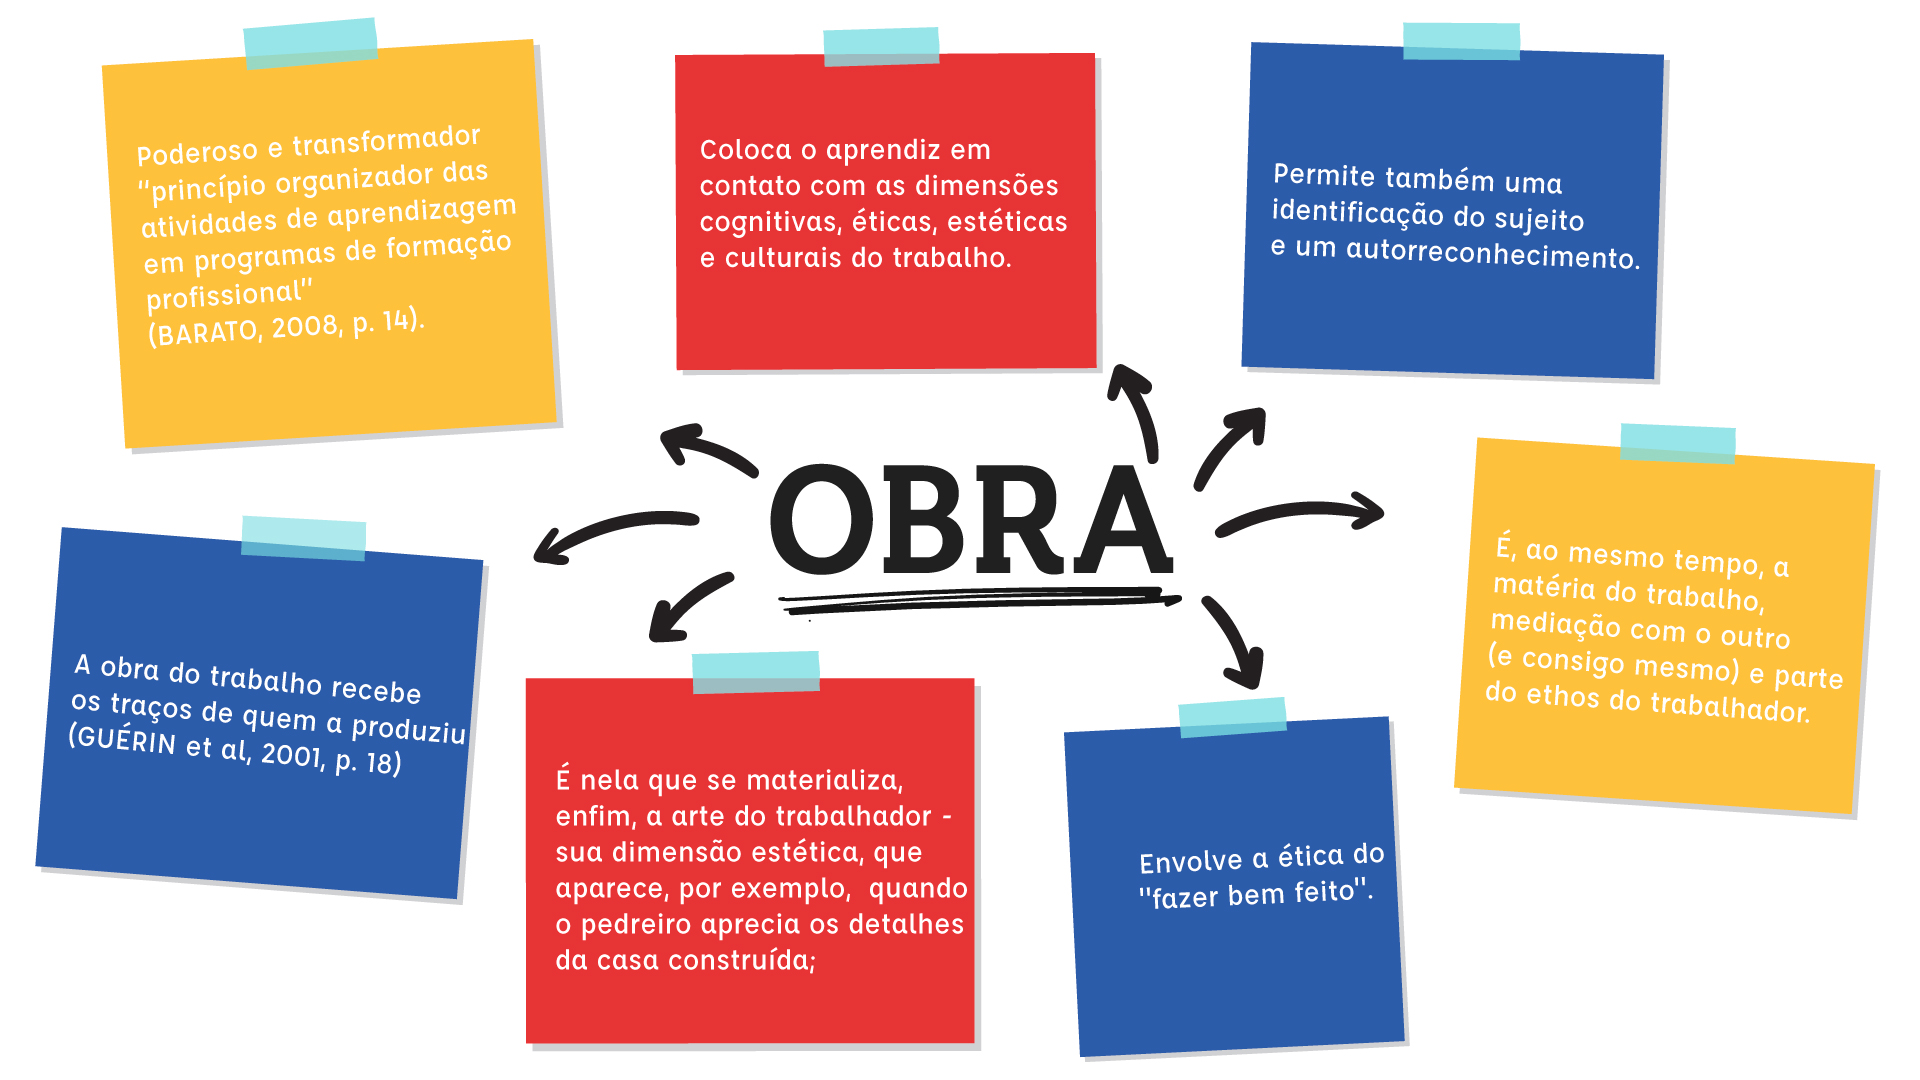 Poderoso e transformador
"princípio organizador das
atividades de aprendizagem
em programas de formação
profissional"
(BARATO, 2008, p. 14).
Coloca o aprendiz em
contato com as dimensões
cognitivas, éticas, estéticas
e culturais do trabalho.
Permite também uma
identificação do sujeito
e um autorreconhecimento.
OBRA
É, ao mesmo tempo, a
matéria do trabalho,
mediação com o outro
(e consigo mesmo) e parte
do ethos do trabalhador.
A obra do trabalho recebe
os traços de quem a produziu
(GUÉRIN et al, 2001, p. 18)
É nela que se materializa,
enfim, a arte do trabalhador -
sua dimensão estética, que
aparece, por exemplo,  quando
o pedreiro aprecia os detalhes
da casa construída;
Envolve a ética do
"fazer bem feito".